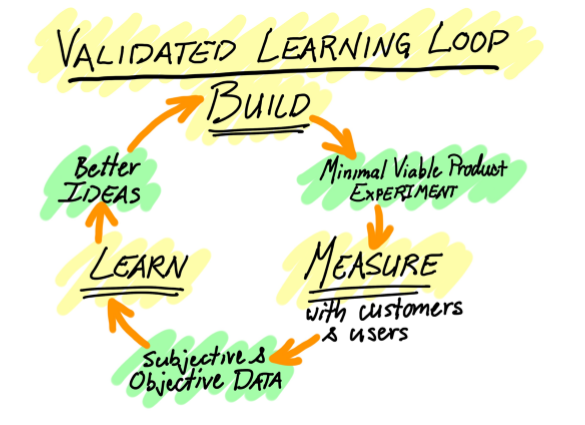 VALIDATED LEARNING LOOP
BUILD
Minimal Viable Product
EXPERIMENT
MEASURE
with customers
& users
Subjective &
Objective DATA
LEARN
Better
IDEAS